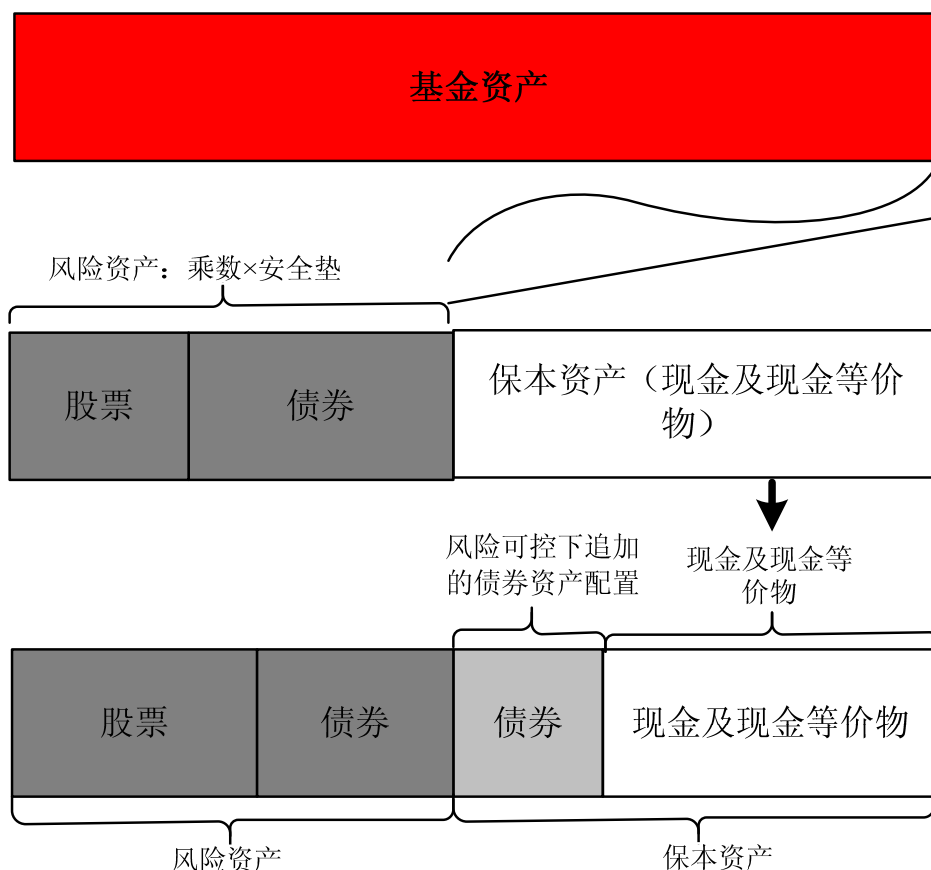 基金资产
风险资产：乘数×安全垫
股票
债券
保本资产（现金及现金等价
物）
风险可控下追加
的债券资产配置
现金及现金等
价物
股票
债券
债券
现金及现金等价物
风险资产
保本资产